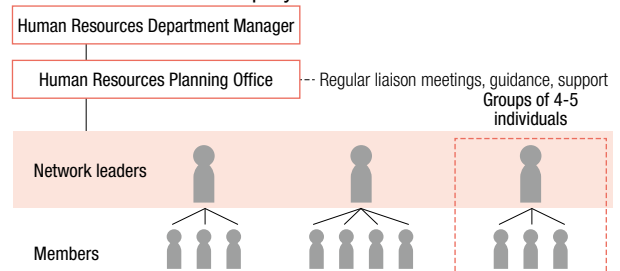 Human Resources Department Manager
Human Resources Planning Office
Regular liaison meetings, guidance, support
Groups of 4-5
individuals
Network leaders
Members